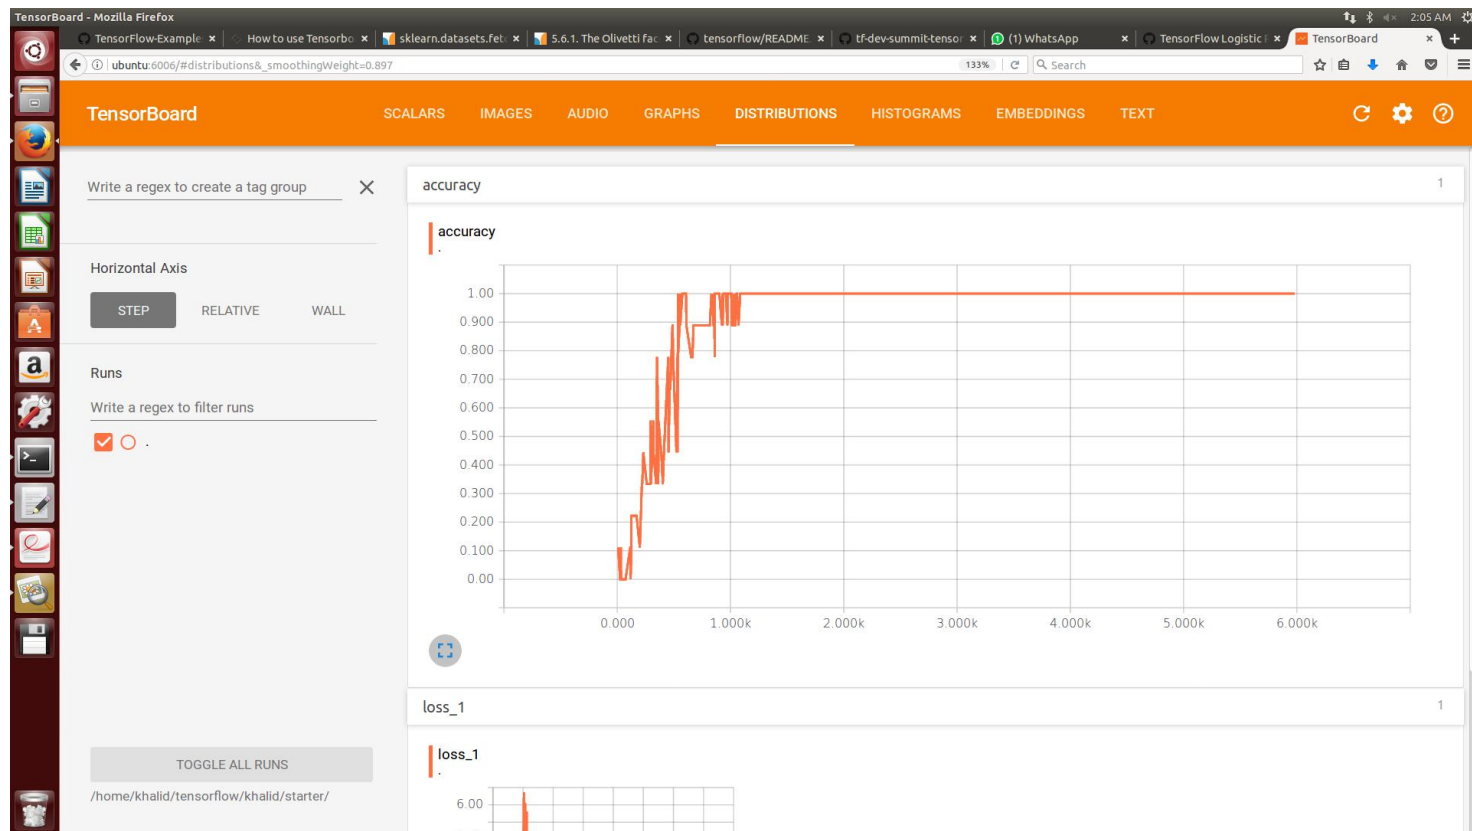 TensorBoard - Mozilla Firefox
2:05 AM
TensorFlow-Example
How to use Tensorbo
sklearn.datasets.fetc
5.6.1. The Olivetti fac
tensorflow/README.
tf-dev-summit-tensor
(1) WhatsApp
TensorFlow Logistic
TensorBoard
ubuntu:6006/#distributions&_smoothingWeight=0.897
133%
Search
TensorBoard
SCALARS
IMAGES
AUDIO
GRAPHS
DISTRIBUTIONS
HISTOGRAMS
EMBEDDINGS
TEXT
Write a regex to create a tag group
Horizontal Axis
STEP
RELATIVE
WALL
Runs
Write a regex to filter runs
.
TOGGLE ALL RUNS
/home/khalid/tensorflow/khalid/starter/
accuracy
1
accuracy
.
1.00
0.900
0.800
0.700
0.600
0.500
0.400
0.300
0.200
0.100
0.00
0.000
1.000k
2.000k
3.000k
4.000k
5.000k
6.000k
loss_1
1
loss_1
.
6.00